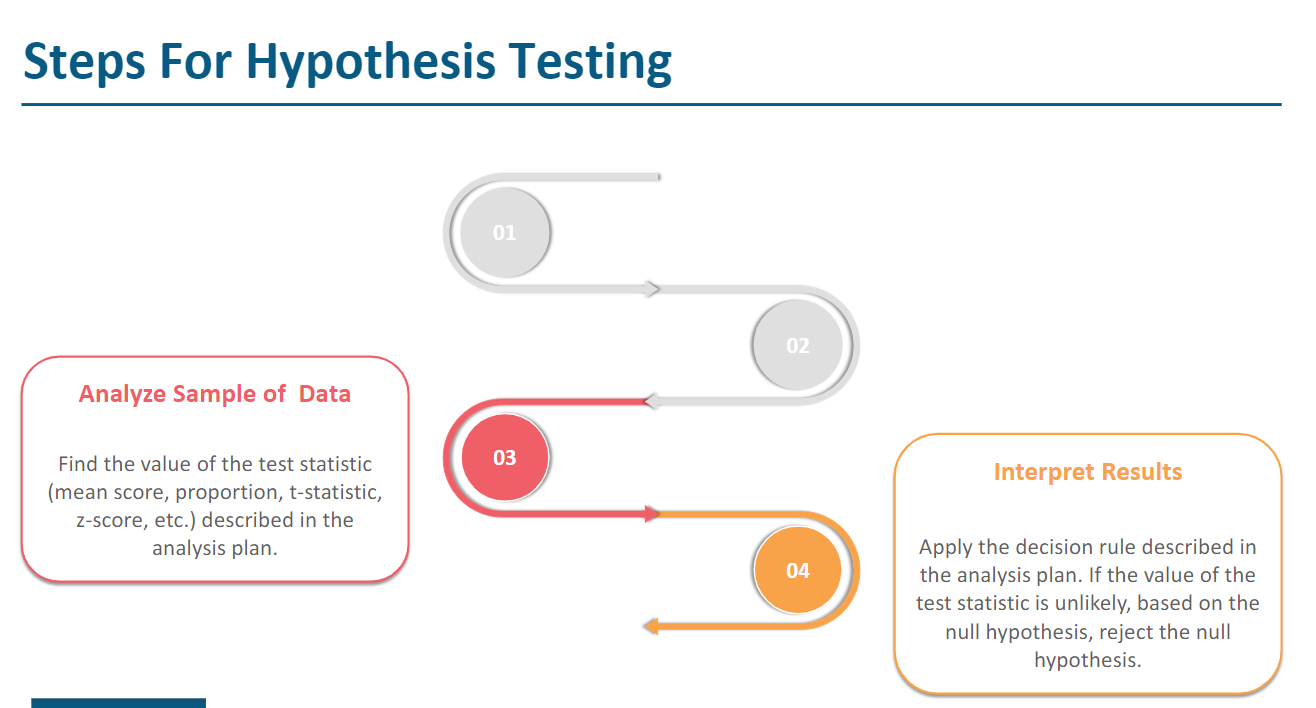 Steps For Hypothesis Testing
01
02
Analyze Sample of  Data
Find the value of the test statistic
(mean score, proportion, t-statistic,
z-score, etc.) described in the
analysis plan.
03
04
Interpret Results
Apply the decision rule described in
the analysis plan. If the value of the
test statistic is unlikely, based on the
null hypothesis, reject the null
hypothesis.